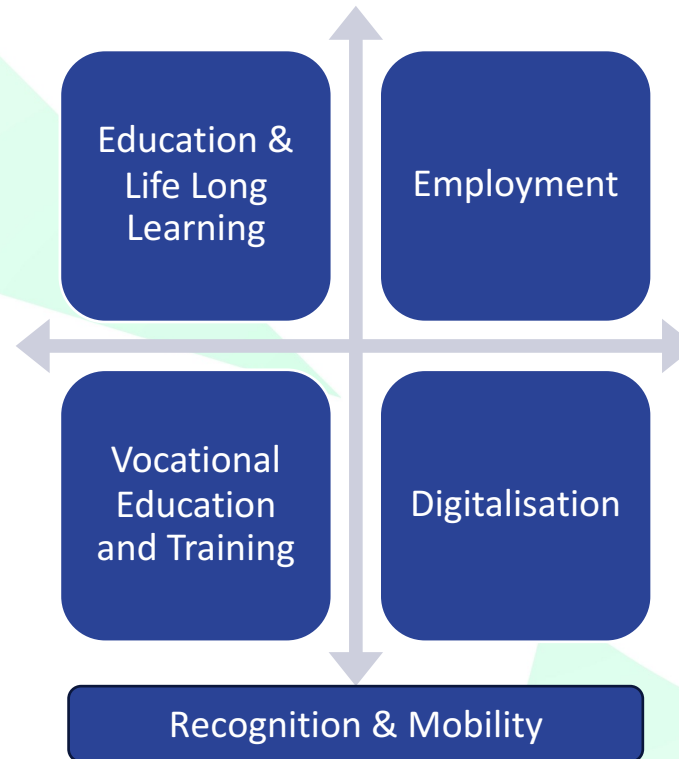 Education &
Life Long
Learning
Employment
Vocational
Education
and Training
Digitalisation
Recognition & Mobility